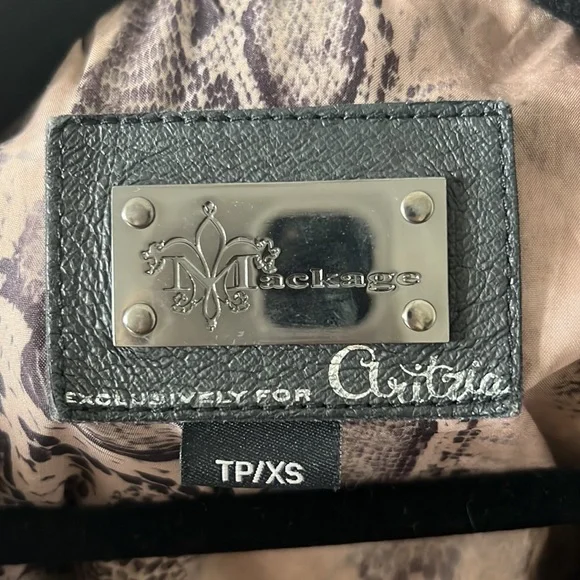 Mackage
EXCLUSIVELY FOR Aritzia
TP/XS